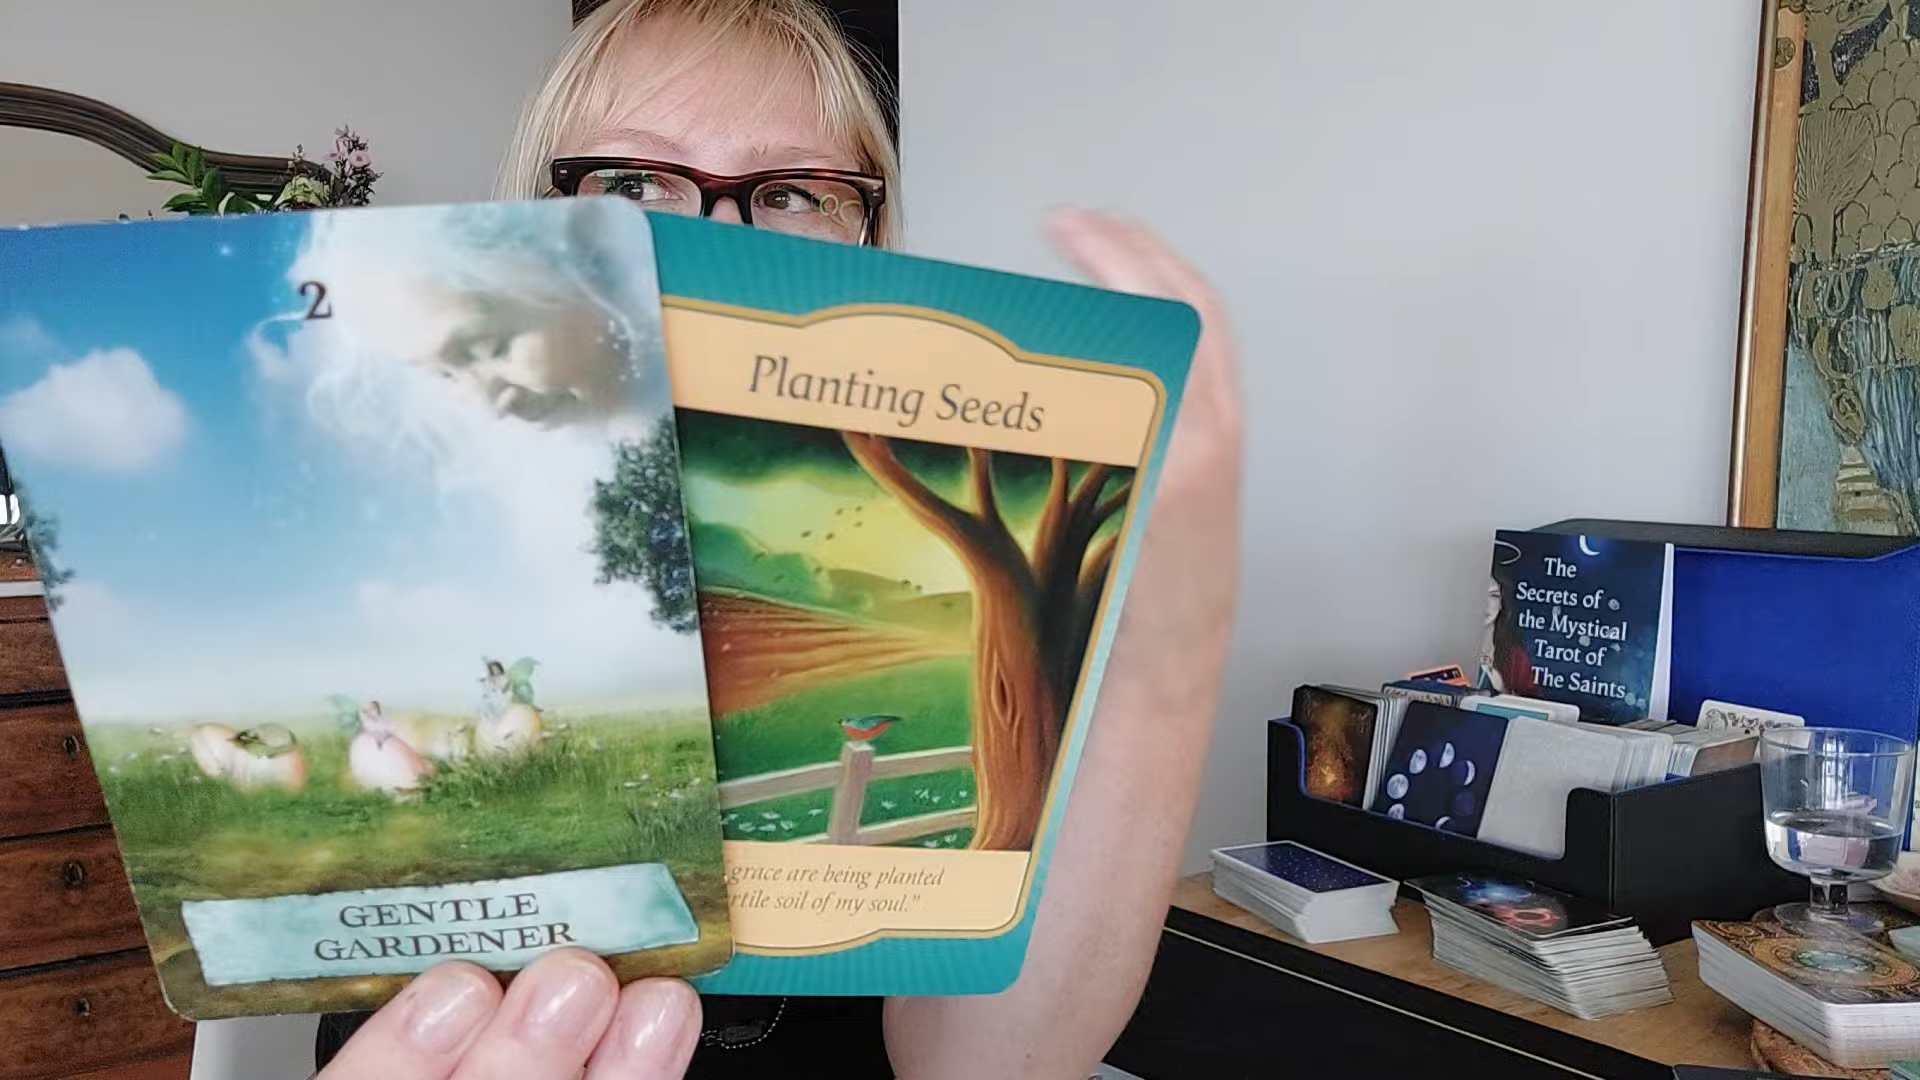 2
GENTLE
GARDENER
Planting Seeds
grace are being planted
soil of my soul.”
The
Secrets of
the Mystical
Tarot of
The Saints